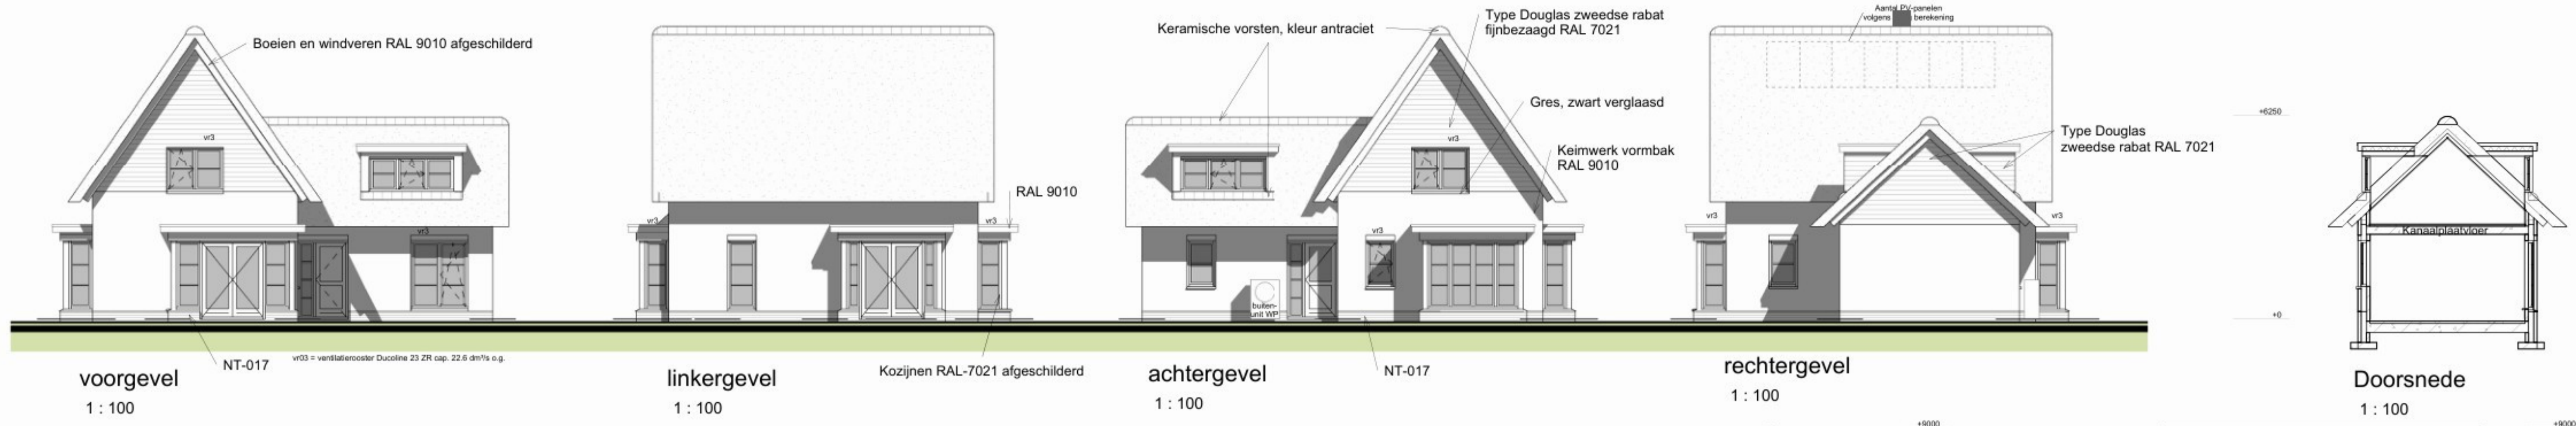 Boeien en windveren RAL 9010 afgeschilderd
vr3
vr3
NT-017
vr03 = ventilatierooster Ducoline 23 ZR cap. 22.6 dm³/s o.g.
voorgevel
1 : 100
vr3
vr3
RAL 9010
Kozijnen RAL-7021 afgeschilderd
linkergevel
1 : 100
Keramische vorsten, kleur antraciet
Type Douglas zweedse rabat
fijnbezaagd RAL 7021
Gres, zwart verglaasd
vr3
Keimwerk vormbak
RAL 9010
vr3
buiten-
unit WP
NT-017
achtergevel
1 : 100
Aantal PV-panelen
volgens berekening
Type Douglas
zweedse rabat RAL 7021
vr3
vr3
rechtergevel
1 : 100
+9000
+6250
+0
Kanaalplaatvloer
Doorsnede
1 : 100
+9000